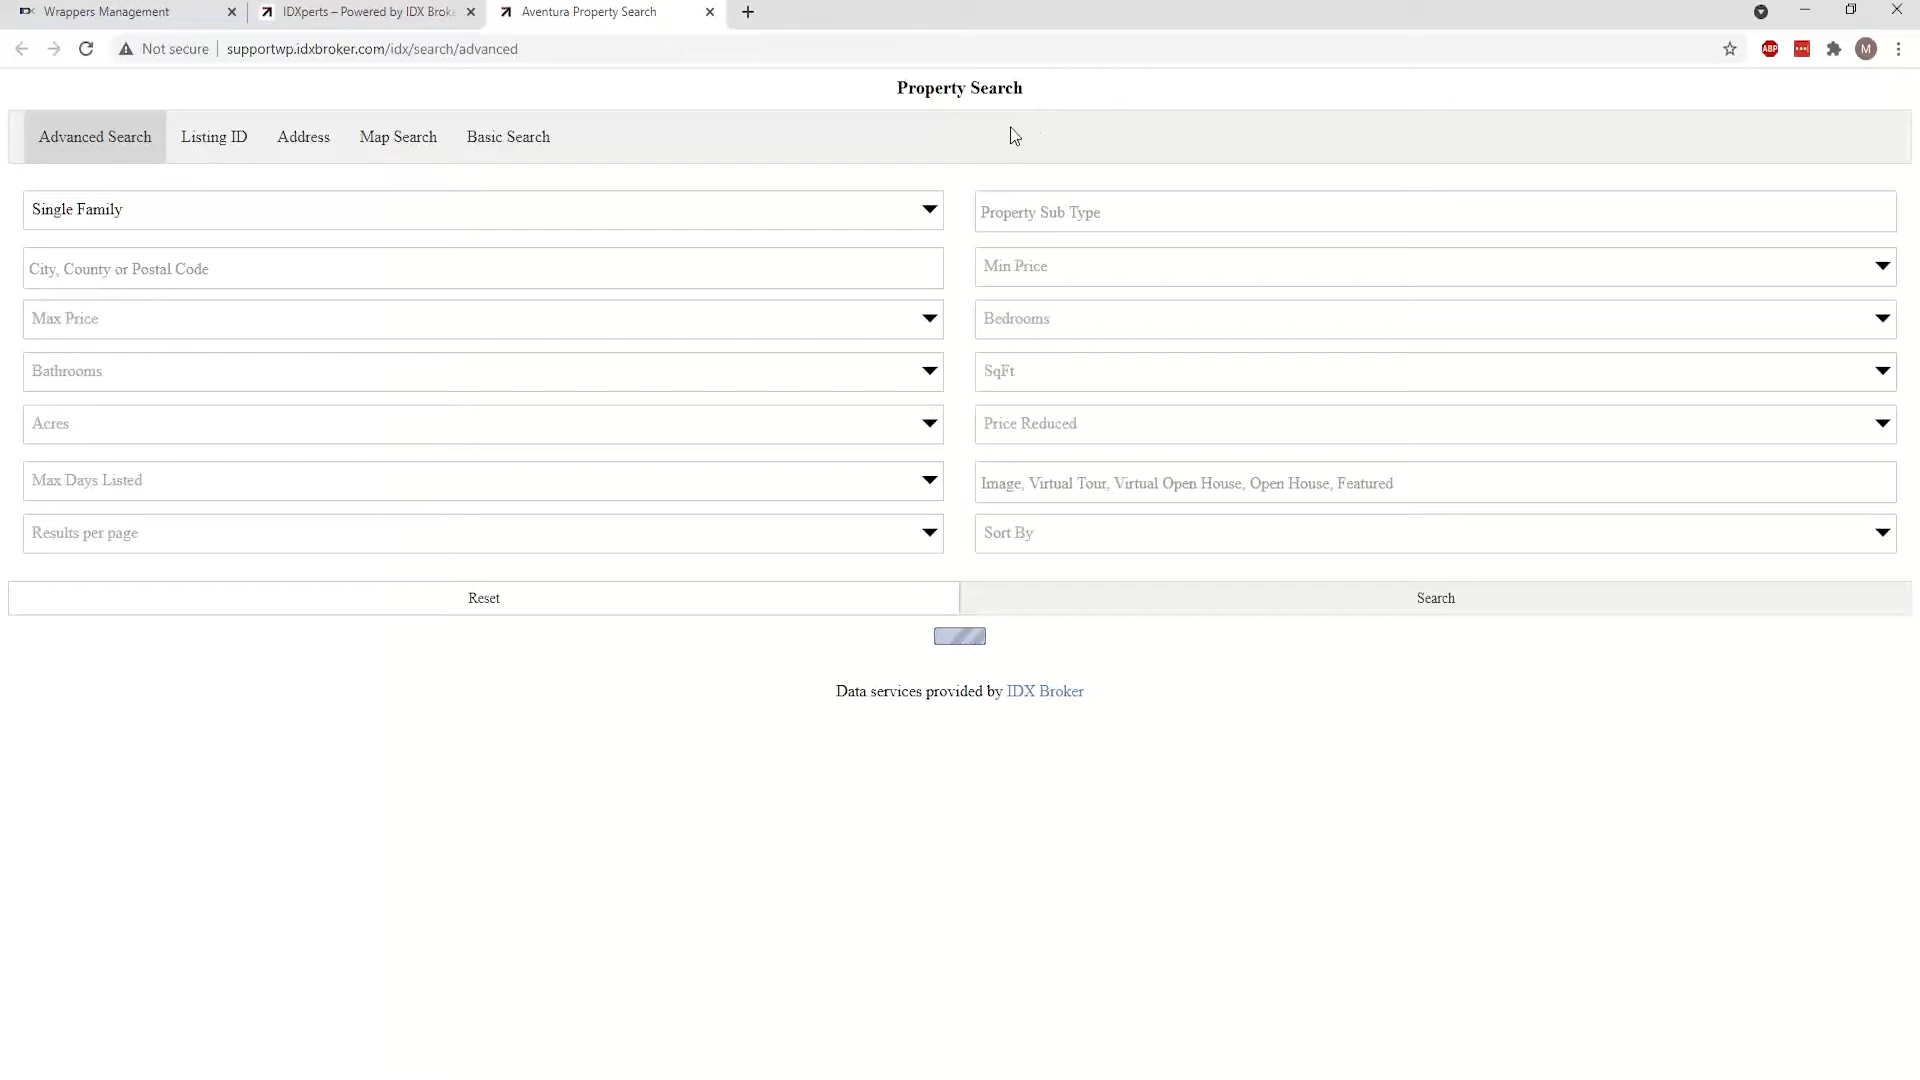 Wrappers Management
IDXperts – Powered by IDX Broke
Aventura Property Search
Not secure
supportwp.idxbroker.com/idx/search/advanced
ABP
M
Property Search
Advanced Search
Listing ID
Address
Map Search
Basic Search
Single Family
Property Sub Type
City, County or Postal Code
Min Price
Max Price
Bedrooms
Bathrooms
SqFt
Acres
Price Reduced
Max Days Listed
Image, Virtual Tour, Virtual Open House, Open House, Featured
Results per page
Sort By
Reset
Search
Data services provided by IDX Broker